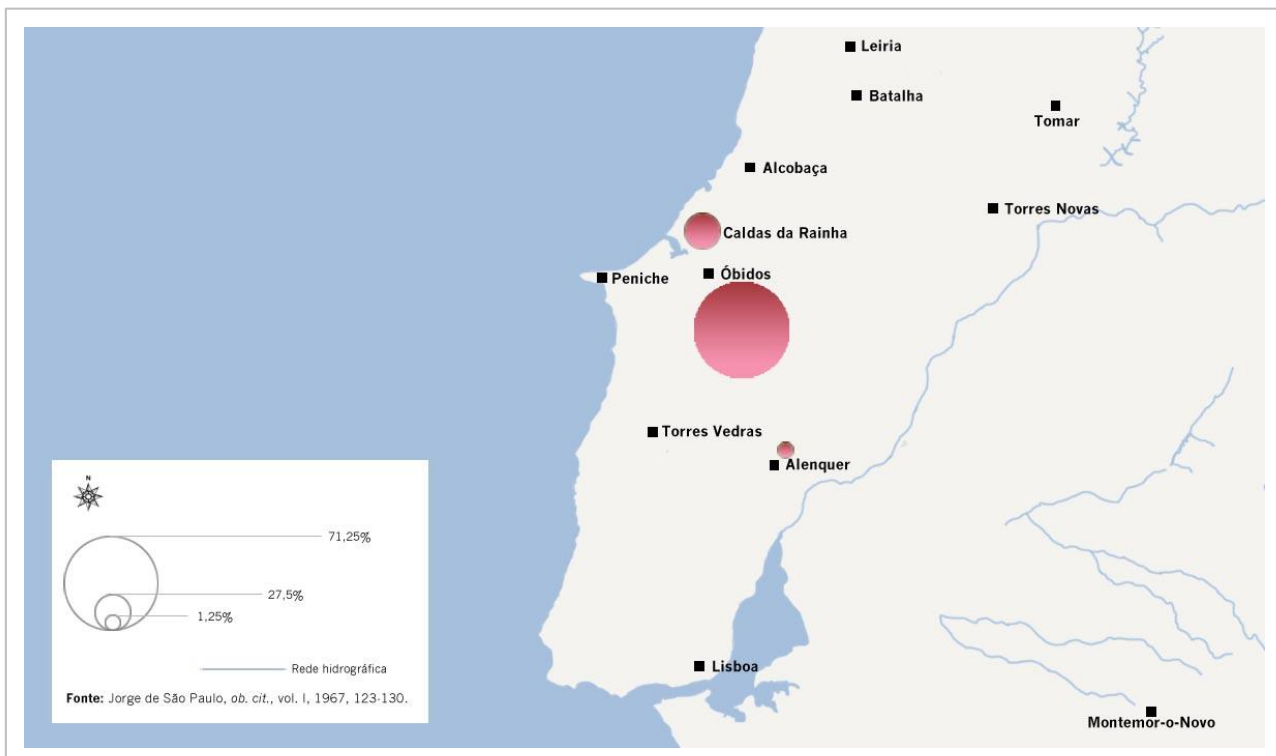 Leiria
Batalha
Tomar
Alcobaça
Torres Novas
Caldas da Rainha
Óbidos
Peniche
Torres Vedras
Alenquer
N
71,25%
27,5%
1,25%
Rede hidrográfica
Fonte: Jorge de São Paulo, ob. cit., vol. I, 1967, 123-130.
Lisboa
Montemor-o-Novo